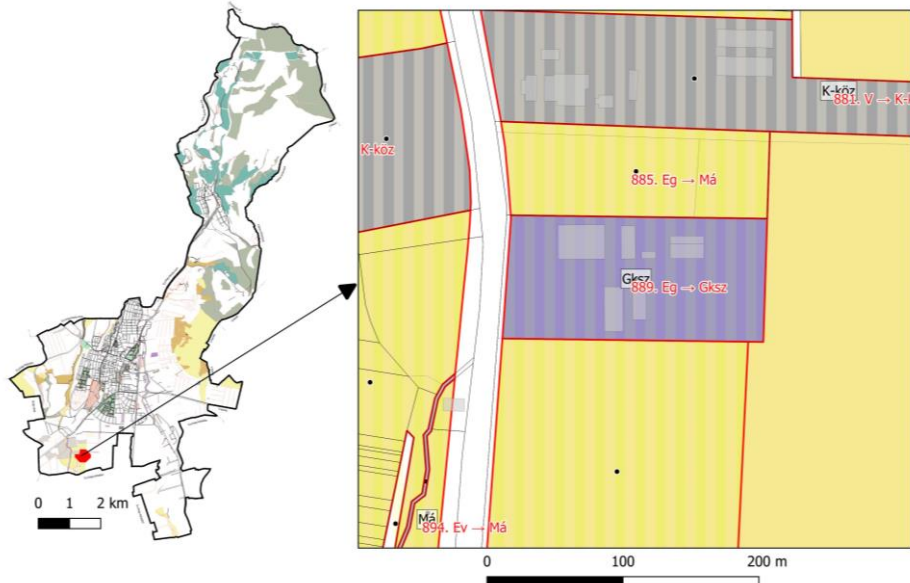 K-köz
881. V → K-k
K-köz
885. Eg → Má
Gksz
889. Eg → Gksz
Má
894. Ev → Má
0 1 2 km
0 100 200 m